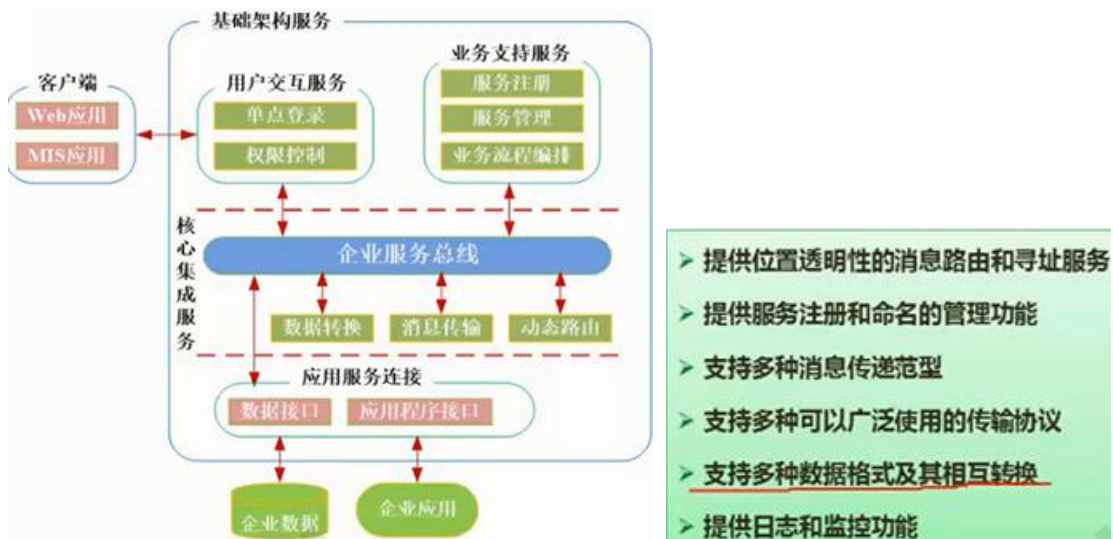 基础架构服务
业务支持服务
客户端
用户交互服务
服务注册
Web应用
单点登录
服务管理
MIS应用
权限控制
业务流程编排
核心集成服务
企业服务总线
数据转换
消息传输
动态路由
应用服务连接
数据接口
应用程序接口
企业数据
企业应用
➤ 提供位置透明性的消息路由和寻址服务
➤ 提供服务注册和命名的管理功能
➤ 支持多种消息传递范型
➤ 支持多种可以广泛使用的传输协议
➤ 支持多种数据格式及其相互转换
➤ 提供日志和监控功能